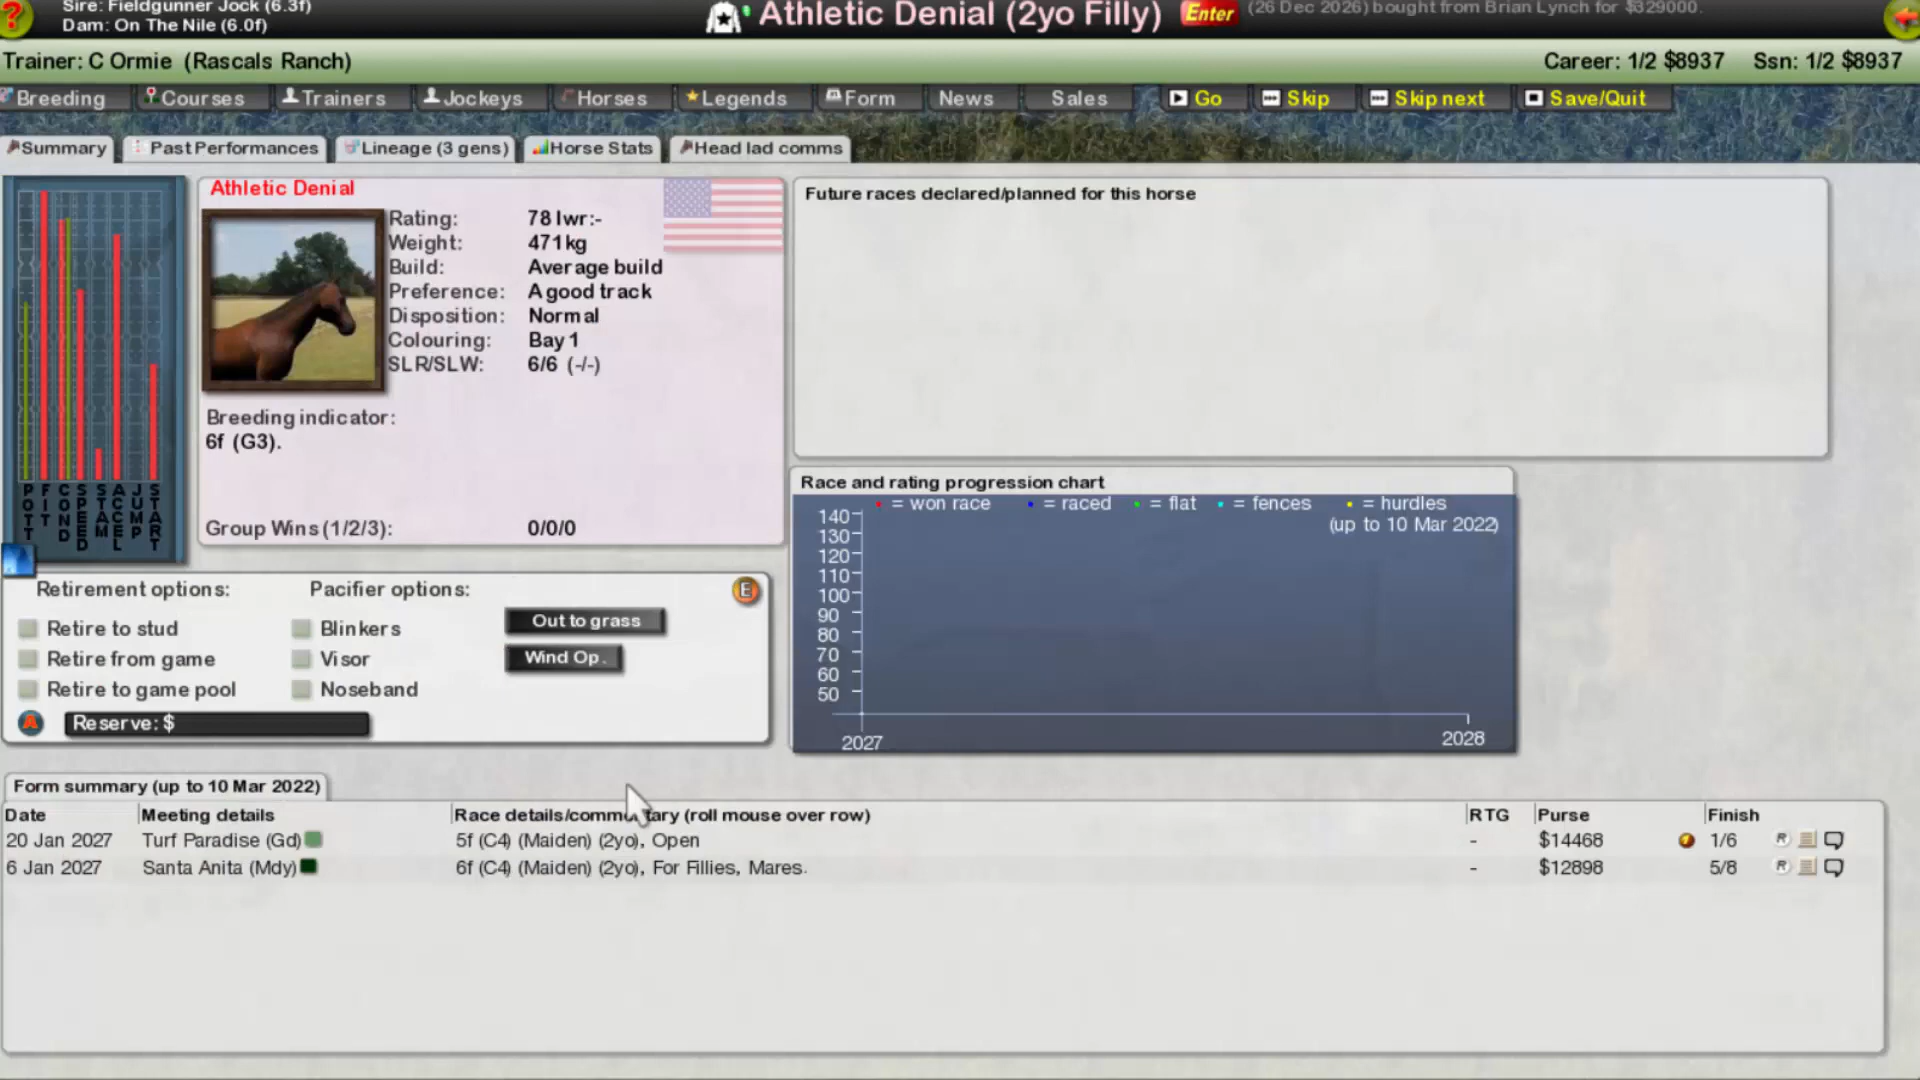 Sire: Fieldgunner Jock (6.3f)
Dam: On The Nile (6.0f)
Athletic Denial (2yo Filly) Enter (26 Dec 2026) bought from Brian Lynch for $329000.
Trainer: C Ormie (Rascals Ranch) Career: 1/2 $8937 Ssn: 1/2 $8937
Breeding Courses Trainers Jockeys Horses Legends Form News Sales Go Skip Skip next Save/Quit
Summary Past Performances Lineage (3 gens) Horse Stats Head lad comms
Athletic Denial
Rating: 78 lwr:-
Weight: 471kg
Build: Average build
Preference: A good track
Disposition: Normal
Colouring: Bay 1
SLR/SLW: 6/6 (-/-)
Breeding indicator:
6f (G3).
Group Wins (1/2/3): 0/0/0
POTT FIT COND SPEED STAM ACCEL JUMP START
Future races declared/planned for this horse
Race and rating progression chart
= won race = raced = flat = fences = hurdles
(up to 10 Mar 2022)
140
130
120
110
100
90
80
70
60
50
2027 2028
Retirement options: Pacifier options: E
Retire to stud Blinkers Out to grass
Retire from game Visor Wind Op.
Retire to game pool Noseband
A Reserve: $
Form summary (up to 10 Mar 2022)
Date Meeting details Race details/commentary (roll mouse over row) RTG Purse Finish
20 Jan 2027 Turf Paradise (Gd) 5f (C4) (Maiden) (2yo), Open - $14468 1/6 R
6 Jan 2027 Santa Anita (Mdy) 6f (C4) (Maiden) (2yo), For Fillies, Mares. - $12898 5/8 R